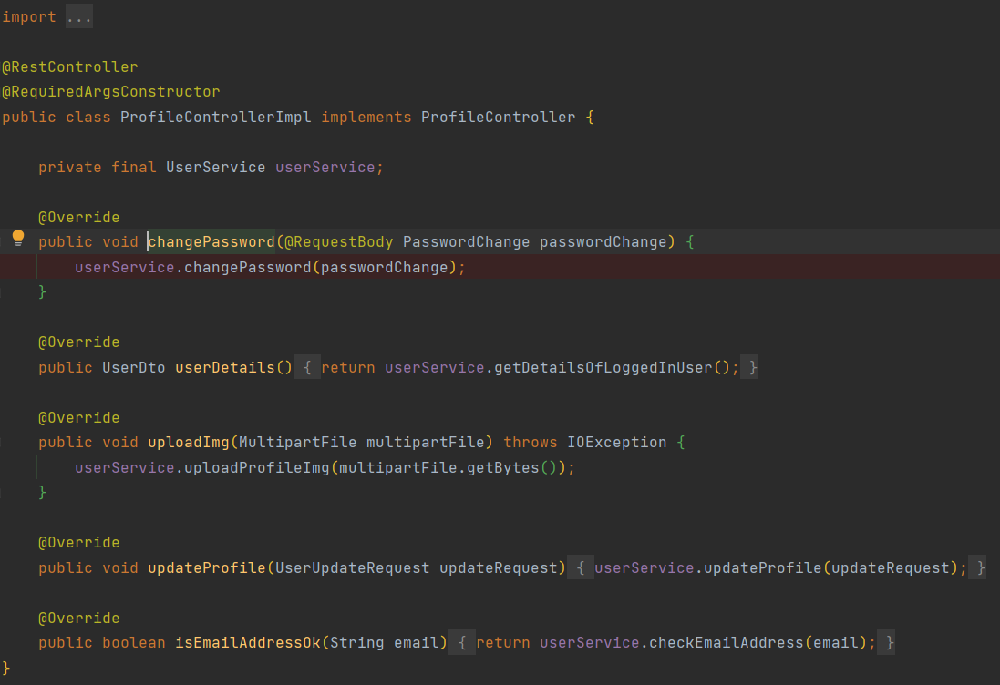 import ...
@RestController
@RequiredArgsConstructor
public class ProfileControllerImpl implements ProfileController {
    private final UserService userService;
    @Override
    public void changePassword(@RequestBody PasswordChange passwordChange) {
        userService.changePassword(passwordChange);
    }
    @Override
    public UserDto userDetails() { return userService.getDetailsOfLoggedInUser(); }
    @Override
    public void uploadImg(MultipartFile multipartFile) throws IOException {
        userService.uploadProfileImg(multipartFile.getBytes());
    }
    @Override
    public void updateProfile(UserUpdateRequest updateRequest) { userService.updateProfile(updateRequest); }
    @Override
    public boolean isEmailAddressOk(String email) { return userService.checkEmailAddress(email); }
}